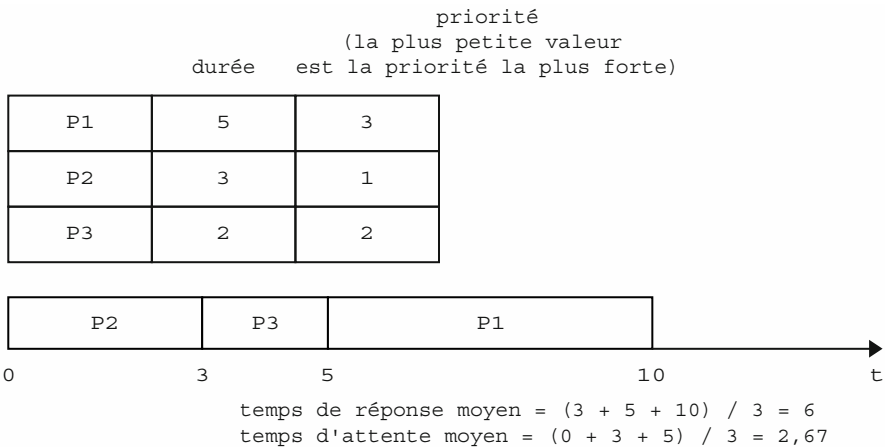 priorité
(la plus petite valeur
durée est la priorité la plus forte)
P1 5 3
P2 3 1
P3 2 2
P2 P3 P1
0 3 5 10 t
temps de réponse moyen = (3 + 5 + 10) / 3 = 6
temps d'attente moyen = (0 + 3 + 5) / 3 = 2,67